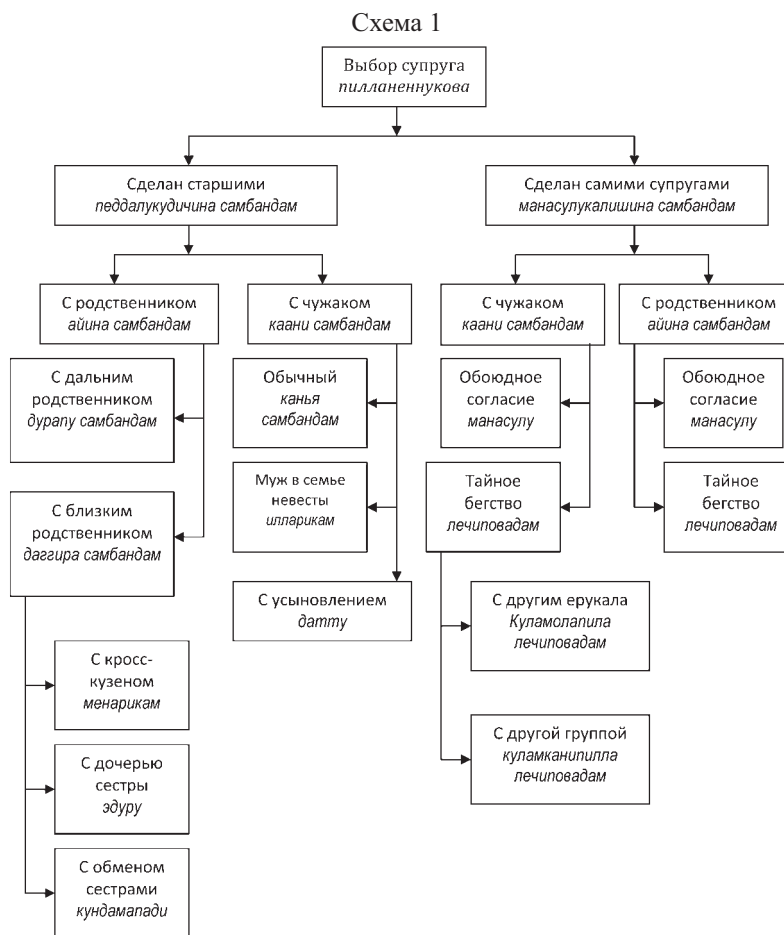 Схема 1
Выбор супруга
пилланеннукова
Сделан старшими
педдалукудичина самбандам
Сделан самими супругами
манасулукалишина самбандам
С родственником
айина самбандам
С чужаком
каани самбандам
С чужаком
каани самбандам
С родственником
айина самбандам
С дальним
родственником
дурапу самбандам
Обычный
канья
самбандам
Обоюдное
согласие
манасулу
Обоюдное
согласие
манасулу
С близким
родственником
даггира самбандам
Муж в семье
невесты
илларикам
Тайное
бегство
лечиповадам
Тайное
бегство
лечиповадам
С усыновлением
датту
С другим ерукала
Куламолапила
лечиповадам
С кросс-
кузеном
менарикам
С другой группой
куламканипилла
лечиповадам
С дочерью
сестры
эдуру
С обменом
сестрами
кундамапади